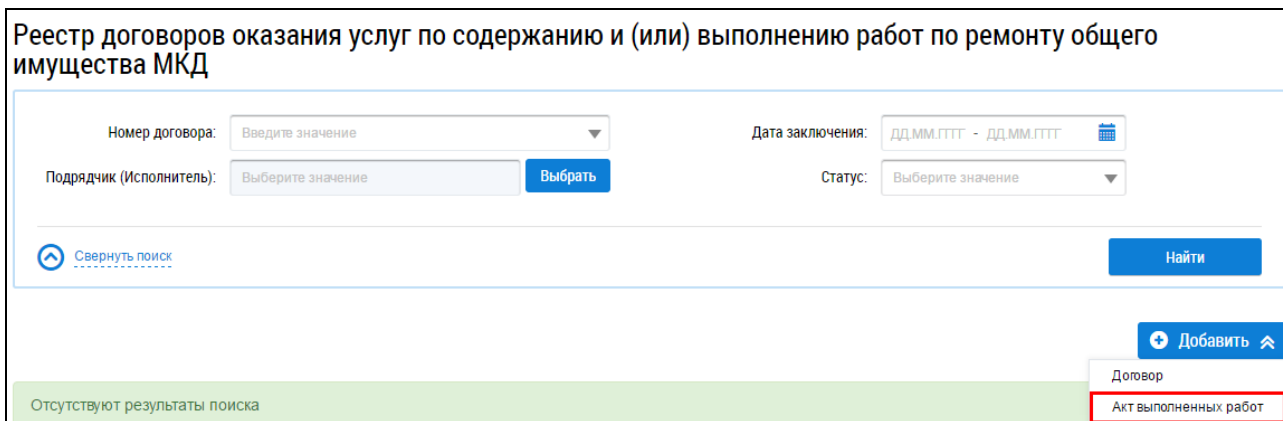 Реестр договоров оказания услуг по содержанию и (или) выполнению работ по ремонту общего
имущества МКД
Номер договора: Введите значение Дата заключения: ДД.ММ.ГГГГ - ДД.ММ.ГГГГ
Подрядчик (Исполнитель): Выберите значение Выбрать Статус: Выберите значение
Свернуть поиск Найти
Добавить
Договор
Отсутствуют результаты поиска Акт выполненных работ